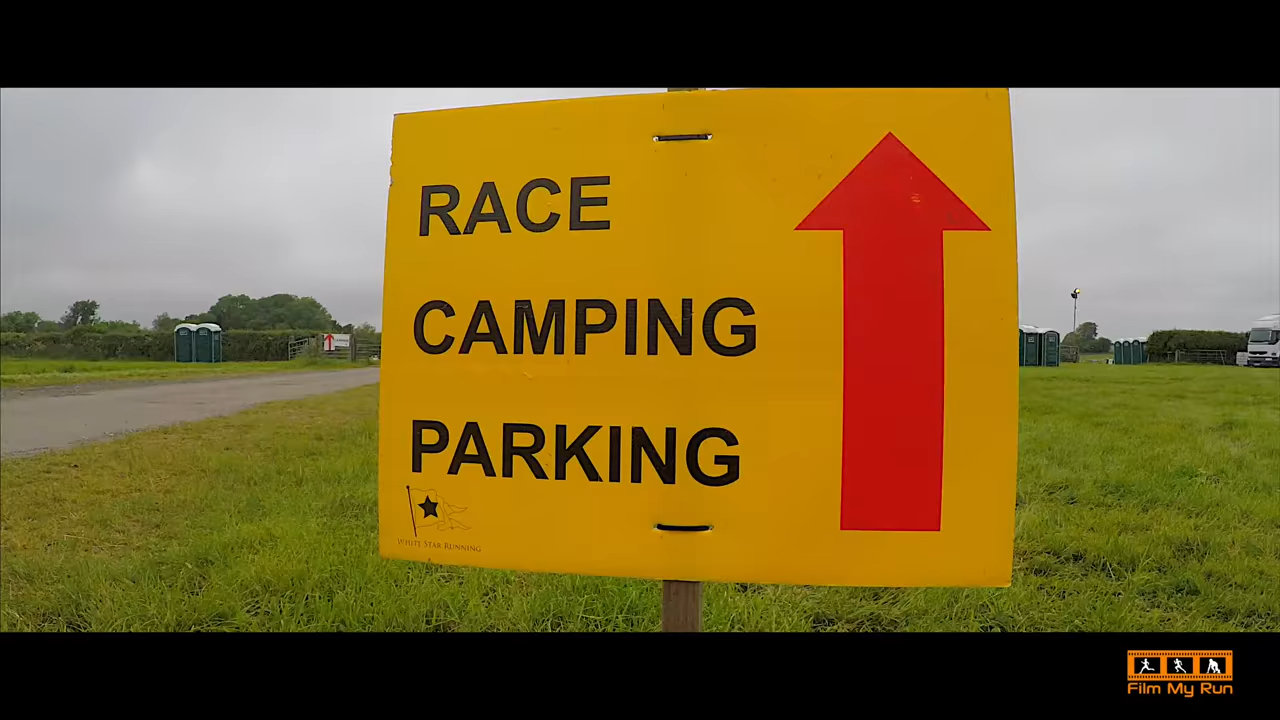 RACE
CAMPING
PARKING
WHITE STAR RUNNING
Film My Run